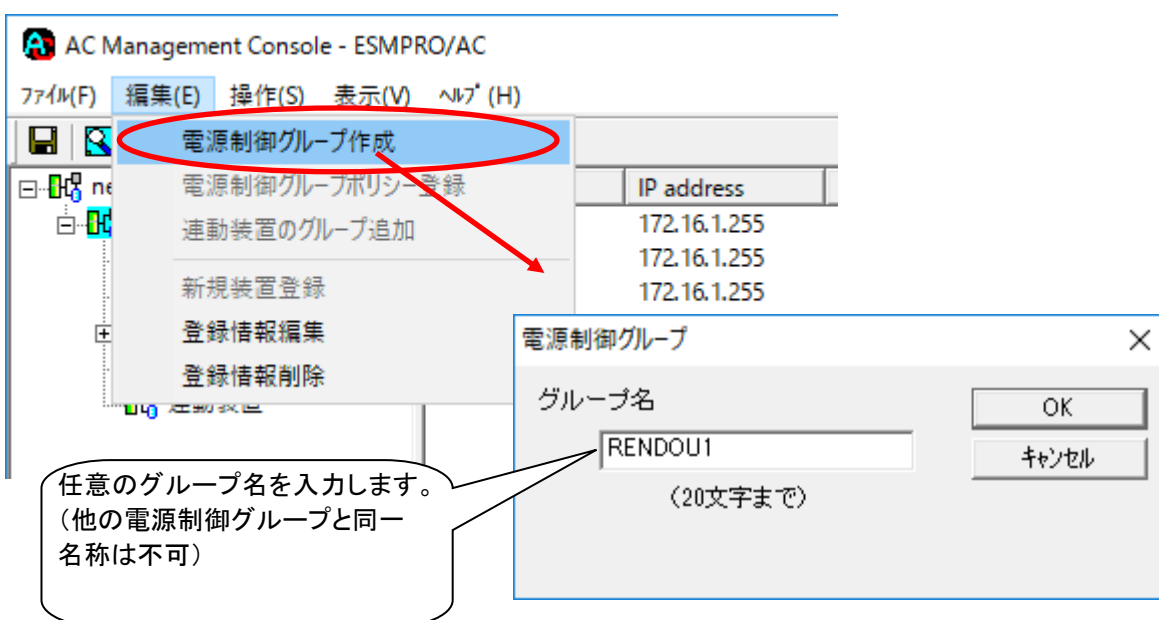 AC Management Console - ESMPRO/AC
ﾌｧｲﾙ(F) 編集(E) 操作(S) 表示(V) ﾍﾙﾌﾟ(H)
電源制御グループ作成
ne
電源制御グループポリシー登録
IP address
連動装置のグループ追加
172.16.1.255
172.16.1.255
新規装置登録
172.16.1.255
登録情報編集
登録情報削除
連動装置
電源制御グループ
グループ名
OK
RENDOU1
ｷｬﾝｾﾙ
(20文字まで)
任意のグループ名を入力します。
（他の電源制御グループと同一
名称は不可）